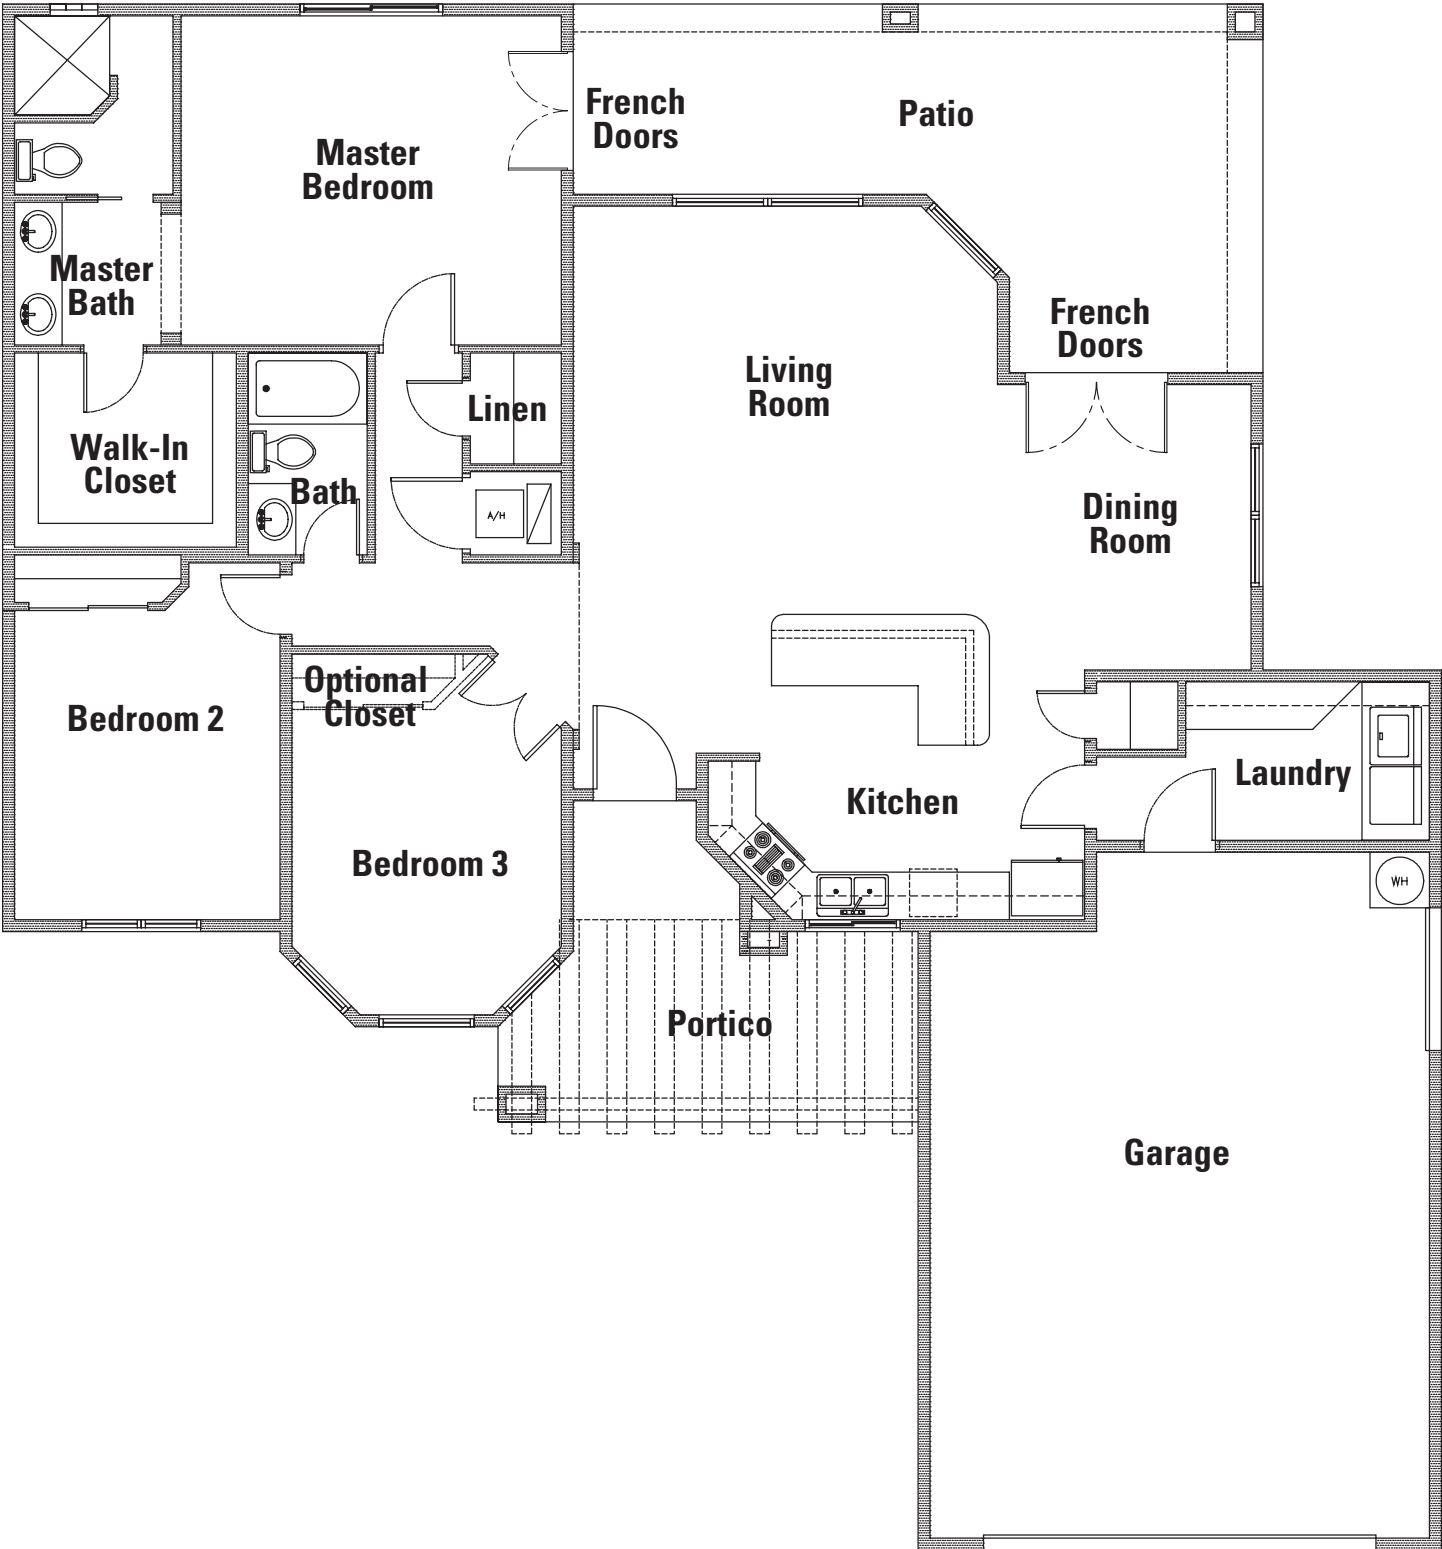 French
Doors
Patio
Master
Bedroom
Master
Bath
French
Doors
Living
Room
Linen
Walk-In
Closet
Bath
A/H
Dining
Room
Optional
Closet
Bedroom 2
Laundry
Kitchen
Bedroom 3
WH
Portico
Garage